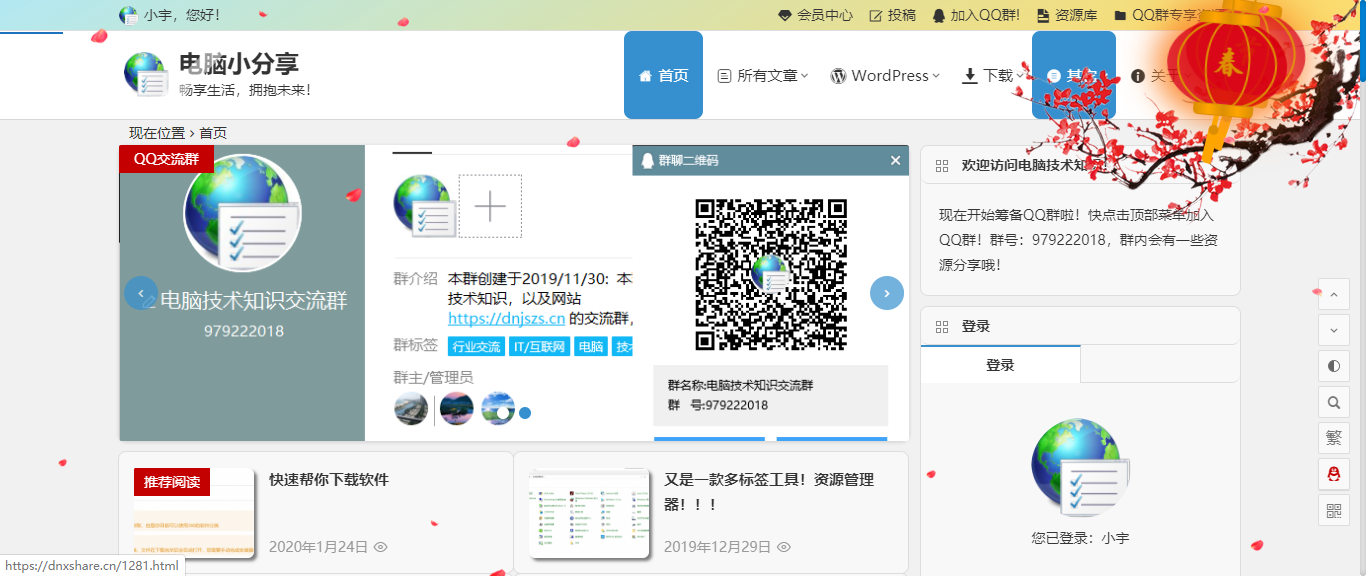 小宇，您好！
会员中心 投稿 加入QQ群! 资源库 QQ群专享资源
电脑小分享
畅享生活，拥抱未来！
首页 所有文章 WordPress 下载 其它 关于
春
现在位置 > 首页
QQ交流群
电脑技术知识交流群
979222018
群介绍 本群创建于2019/11/30：本
技术知识，以及网站
https://dnjszs.cn 的交流群，
群标签 行业交流 IT/互联网 电脑
群主/管理员
群聊二维码
群名称:电脑技术知识交流群
群 号:979222018
欢迎访问电脑技术知识!
现在开始筹备QQ群啦！快点击顶部菜单加入
QQ群！群号：979222018，群内会有一些资
源分享哦！
登录
登录
您已登录：小宇
繁
推荐阅读
快速帮你下载软件
2020年1月24日
又是一款多标签工具！资源管理
器！！！
2019年12月29日
https://dnxshare.cn/1281.html